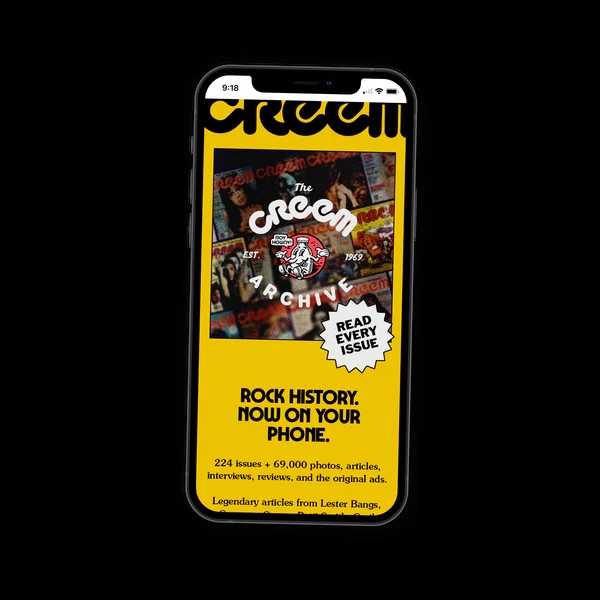 9:18
creem
The
CREEM
BOY HOWDY!
EST. 1969
ARCHIVE
READ
EVERY
ISSUE
ROCK HISTORY.
NOW ON YOUR
PHONE.
224 issues + 69,000 photos, articles,
interviews, reviews, and the original ads.
Legendary articles from Lester Bangs,